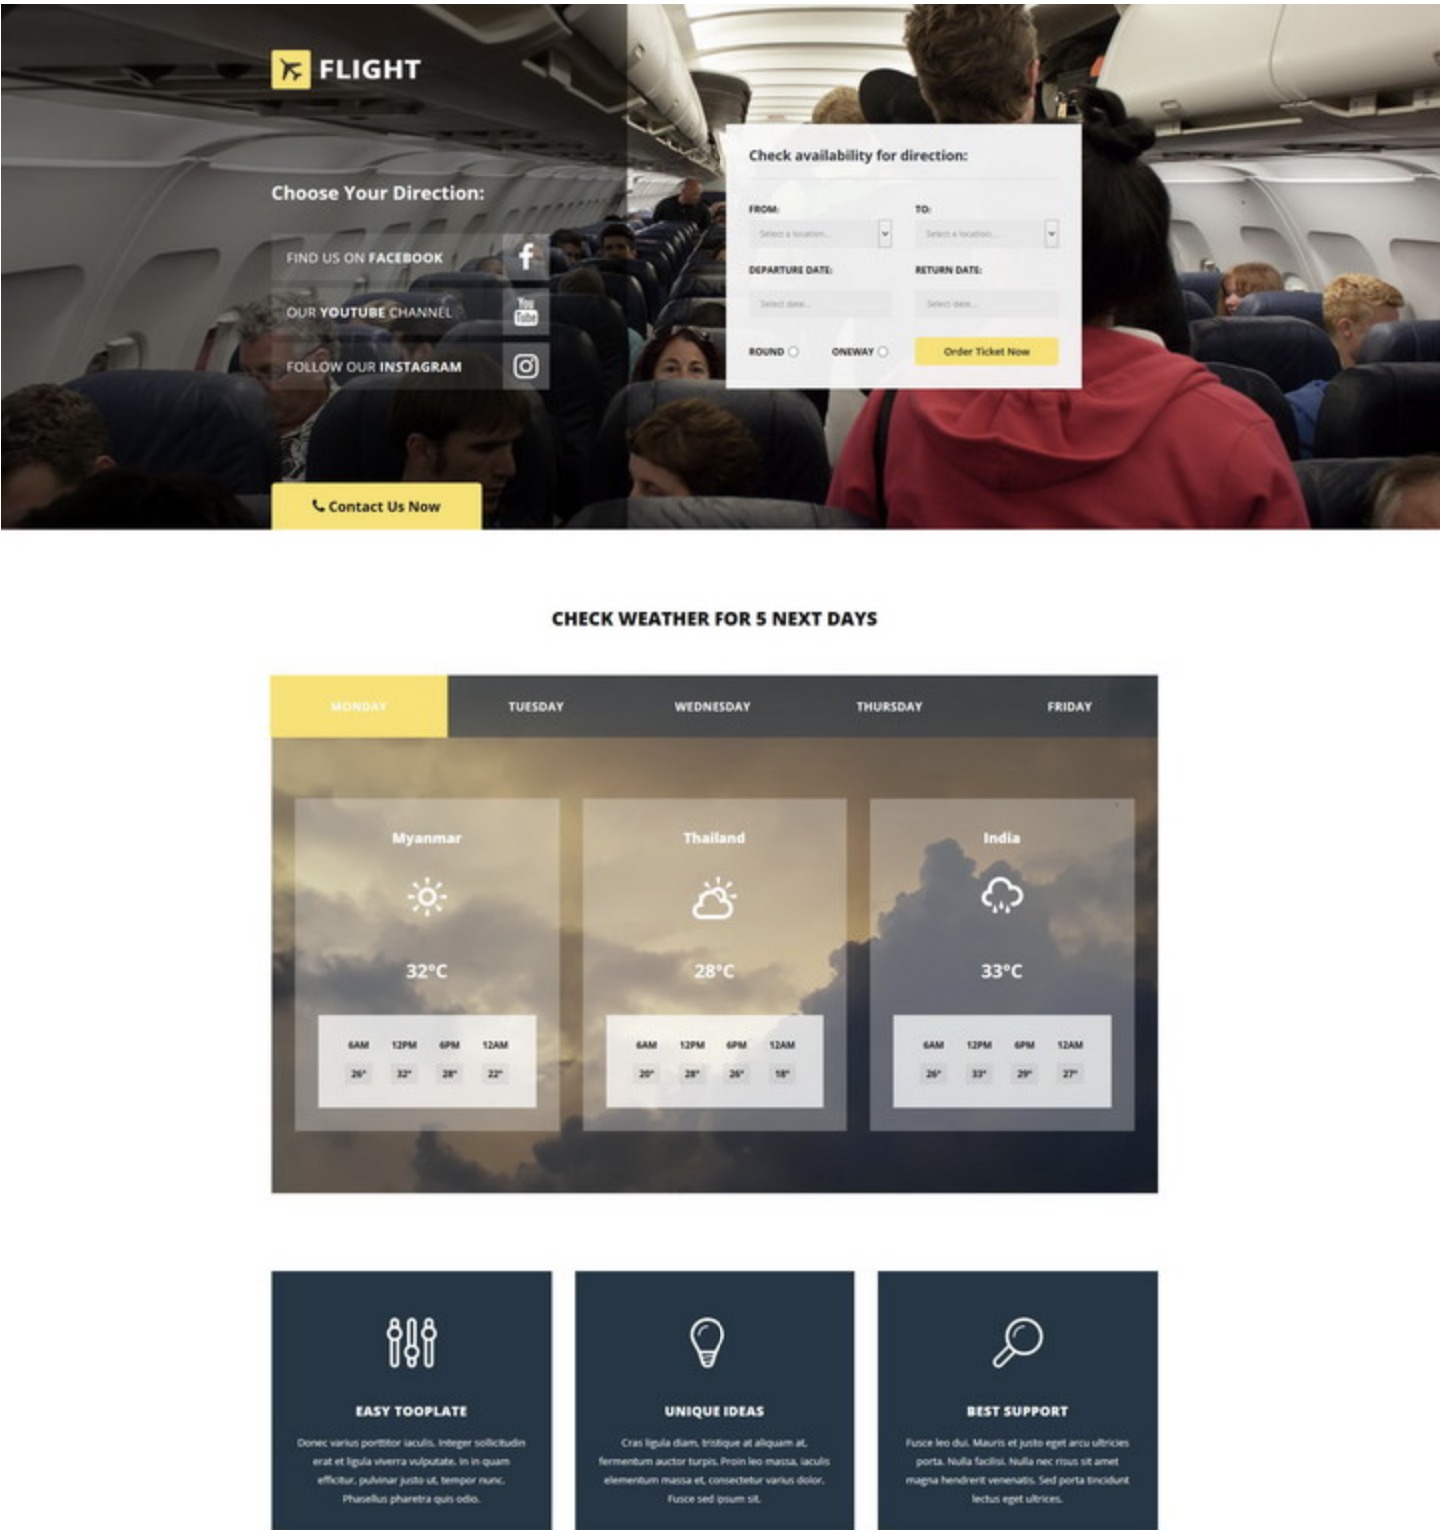 FLIGHT
Choose Your Direction:
FIND US ON FACEBOOK
OUR YOUTUBE CHANNEL
You
Tube
FOLLOW OUR INSTAGRAM
Contact Us Now
Check availability for direction:
FROM: TO:
Select a location... Select a location...
DEPARTURE DATE: RETURN DATE:
Select date... Select date...
ROUND ONEWAY Order Ticket Now
CHECK WEATHER FOR 5 NEXT DAYS
MONDAY TUESDAY WEDNESDAY THURSDAY FRIDAY
Myanmar
32°C
6AM 12PM 6PM 12AM
26° 32° 28° 22°
Thailand
28°C
6AM 12PM 6PM 12AM
20° 28° 26° 18°
India
33°C
6AM 12PM 6PM 12AM
26° 33° 29° 27°
EASY TOOPLATE
Donec varius porttitor iaculis. Integer sollicitudin
erat et ligula viverra vulputate. In in quam
efficitur, pulvinar justo ut, tempor nunc.
Phasellus pharetra quis odio.
UNIQUE IDEAS
Cras ligula diam, tristique at aliquam at,
fermentum auctor turpis. Proin leo massa, iaculis
elementum massa et, consectetur varius dolor.
Fusce sed ipsum sit.
BEST SUPPORT
Fusce leo dui. Mauris et justo eget arcu ultricies
porta. Nulla facilisi. Nulla nec risus sit amet
magna hendrerit venenatis. Sed porta tincidunt
lectus eget ultrices.